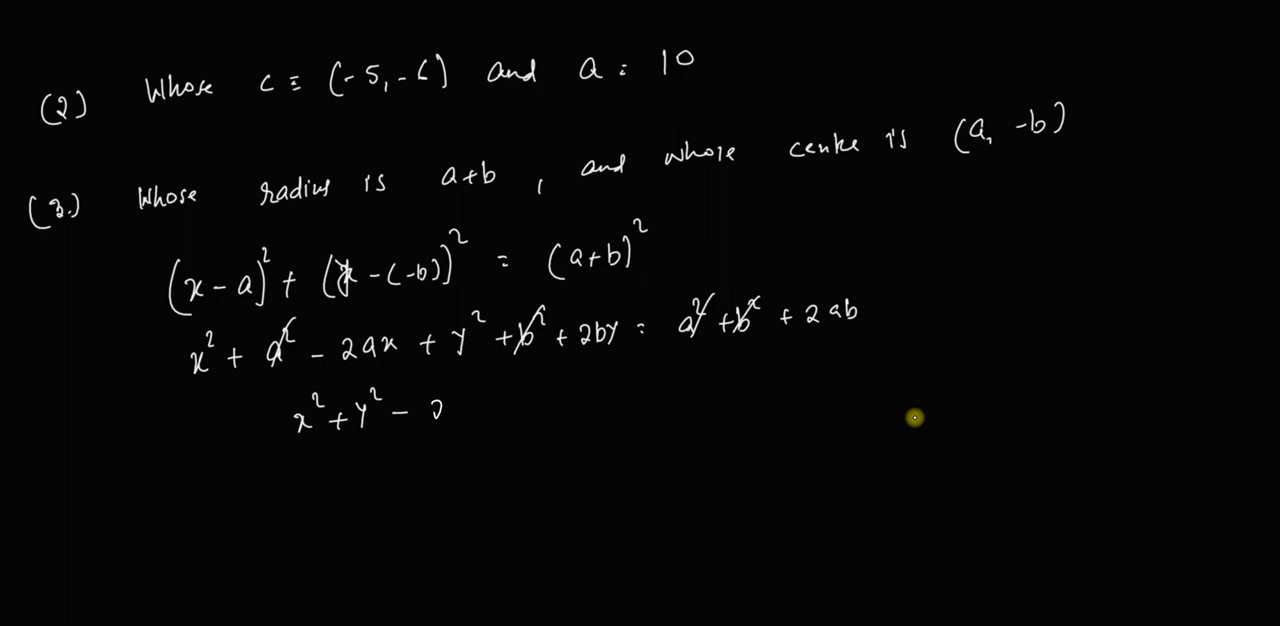 (2) Whose c ≡ (-5, -6) and a = 10
(3.) Whose radius is a+b, and whose centre is (a, -b)
(x - a)² + (y - (-b))² = (a+b)²
x² + a² - 2ax + y² + b² + 2by = a² + b² + 2ab
x² + y² - 2